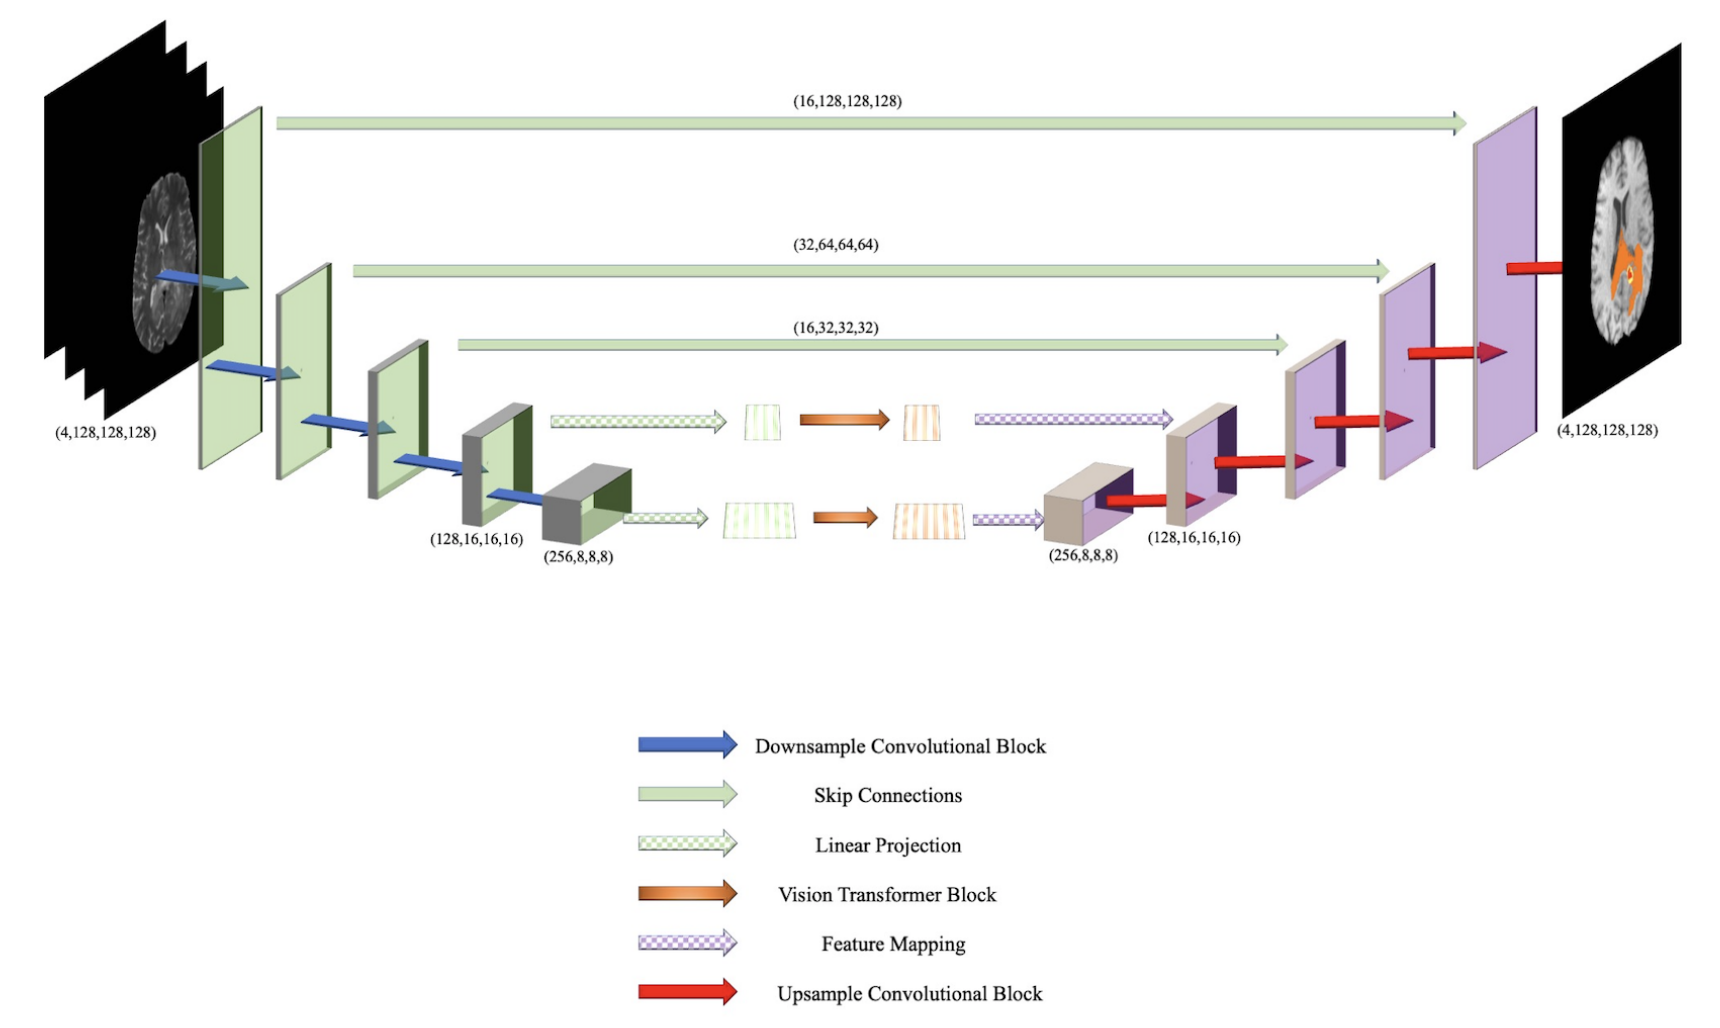 (16,128,128,128)
(32,64,64,64)
(16,32,32,32)
(4,128,128,128)
(4,128,128,128)
(128,16,16,16)
(256,8,8,8)
(256,8,8,8)
(128,16,16,16)
Downsample Convolutional Block
Skip Connections
Linear Projection
Vision Transformer Block
Feature Mapping
Upsample Convolutional Block